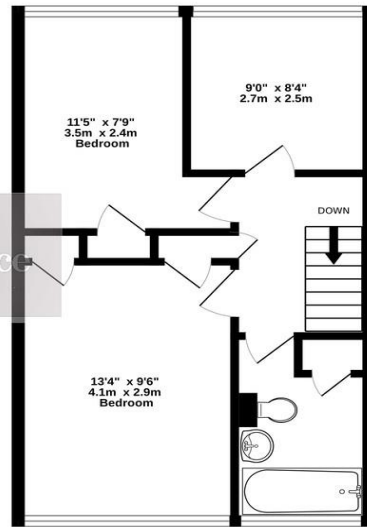 11'5" x 7'9"
3.5m x 2.4m
Bedroom
9'0" x 8'4"
2.7m x 2.5m
DOWN
13'4" x 9'6"
4.1m x 2.9m
Bedroom